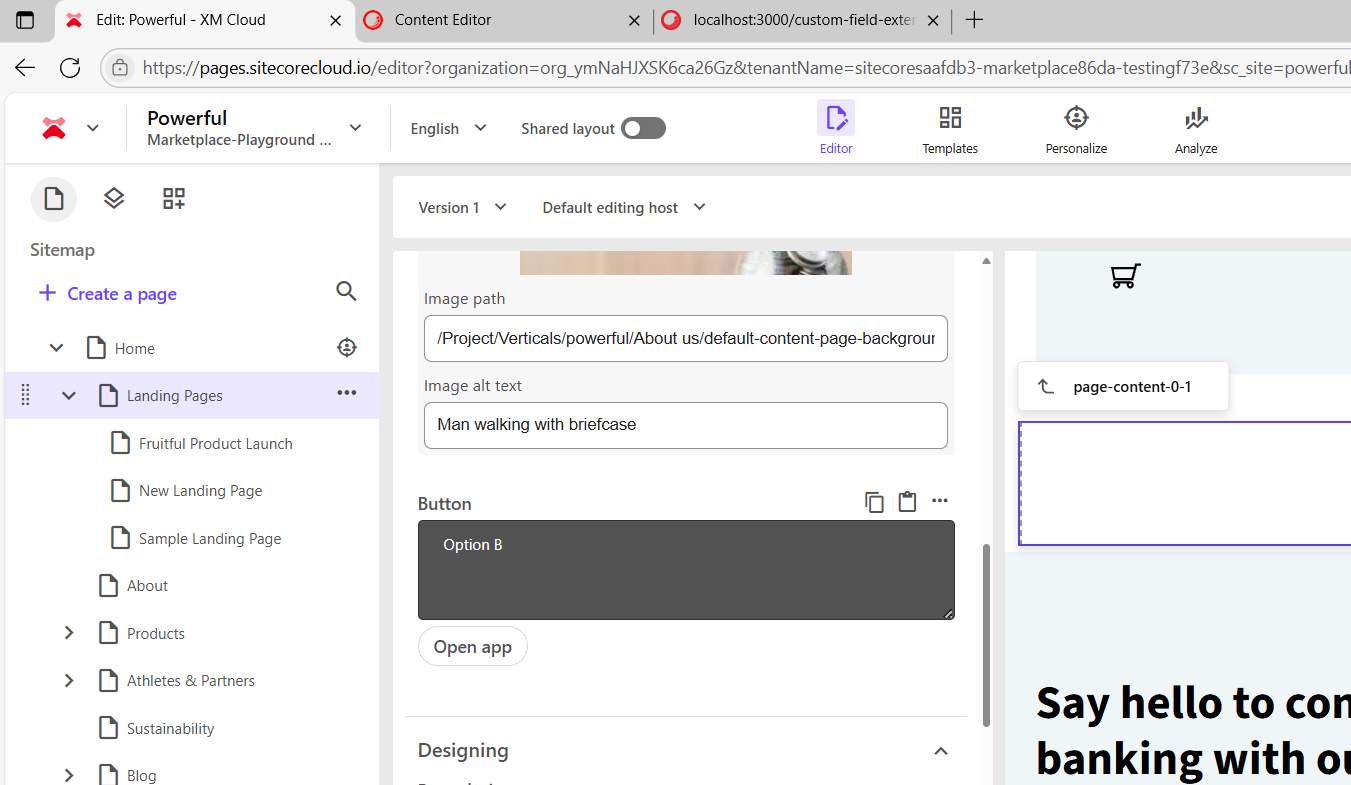 Edit: Powerful - XM Cloud
Content Editor
localhost:3000/custom-field-exter
https://pages.sitecorecloud.io/editor?organization=org_ymNaHJXSK6ca26Gz&tenantName=sitecoresaafdb3-marketplace86da-testingf73e&sc_site=powerful
Powerful
Marketplace-Playground ...
English
Shared layout
Editor
Templates
Personalize
Analyze
Version 1
Default editing host
Sitemap
Create a page
Home
Landing Pages
Fruitful Product Launch
New Landing Page
Sample Landing Page
About
Products
Athletes & Partners
Sustainability
Blog
Image path
/Project/Verticals/powerful/About us/default-content-page-backgroun
Image alt text
Man walking with briefcase
Button
Option B
Open app
Designing
page-content-0-1
Say hello to con
banking with ou